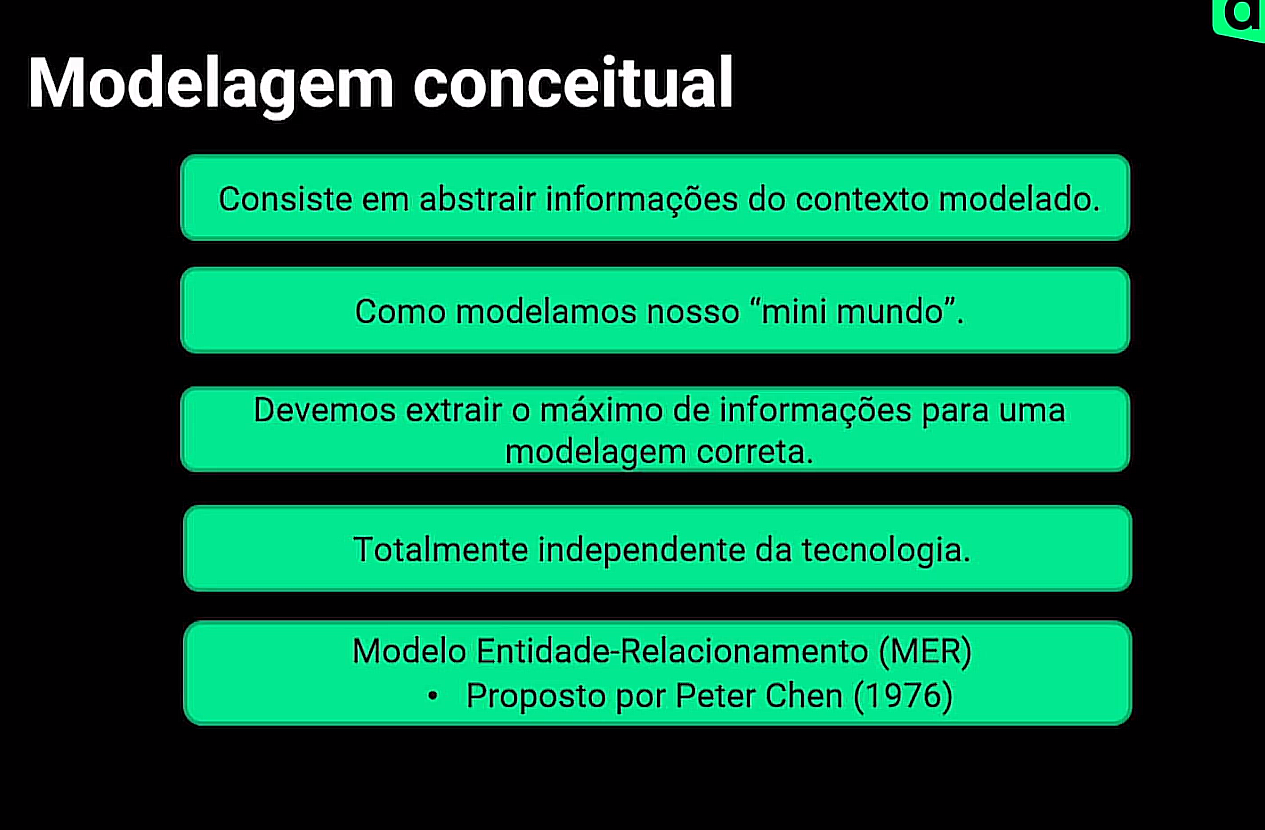 Modelagem conceitual
Consiste em abstrair informações do contexto modelado.
Como modelamos nosso “mini mundo”.
Devemos extrair o máximo de informações para uma
modelagem correta.
Totalmente independente da tecnologia.
Modelo Entidade-Relacionamento (MER)
• Proposto por Peter Chen (1976)